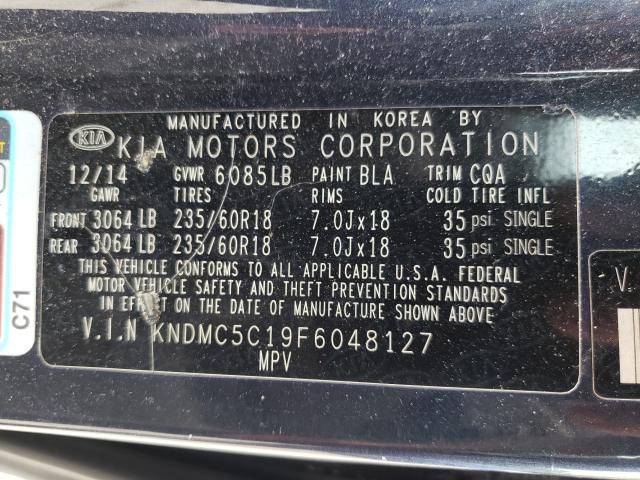 MANUFACTURED IN KOREA BY
KIA KIA MOTORS CORPORATION
12/14 GVWR 6085LB PAINT BLA TRIM CQA
GAWR TIRES RIMS COLD TIRE INFL
FRONT 3064 LB 235/60R18 7.0Jx18 35 psi SINGLE
REAR 3064 LB 235/60R18 7.0Jx18 35 psi SINGLE
THIS VEHICLE CONFORMS TO ALL APPLICABLE U.S.A. FEDERAL
MOTOR VEHICLE SAFETY AND THEFT PREVENTION STANDARDS
IN EFFECT ON THE DATE OF MANUFACTURE SHOWN ABOVE
V.I.N KNDMC5C19F6048127
MPV
C71
V.